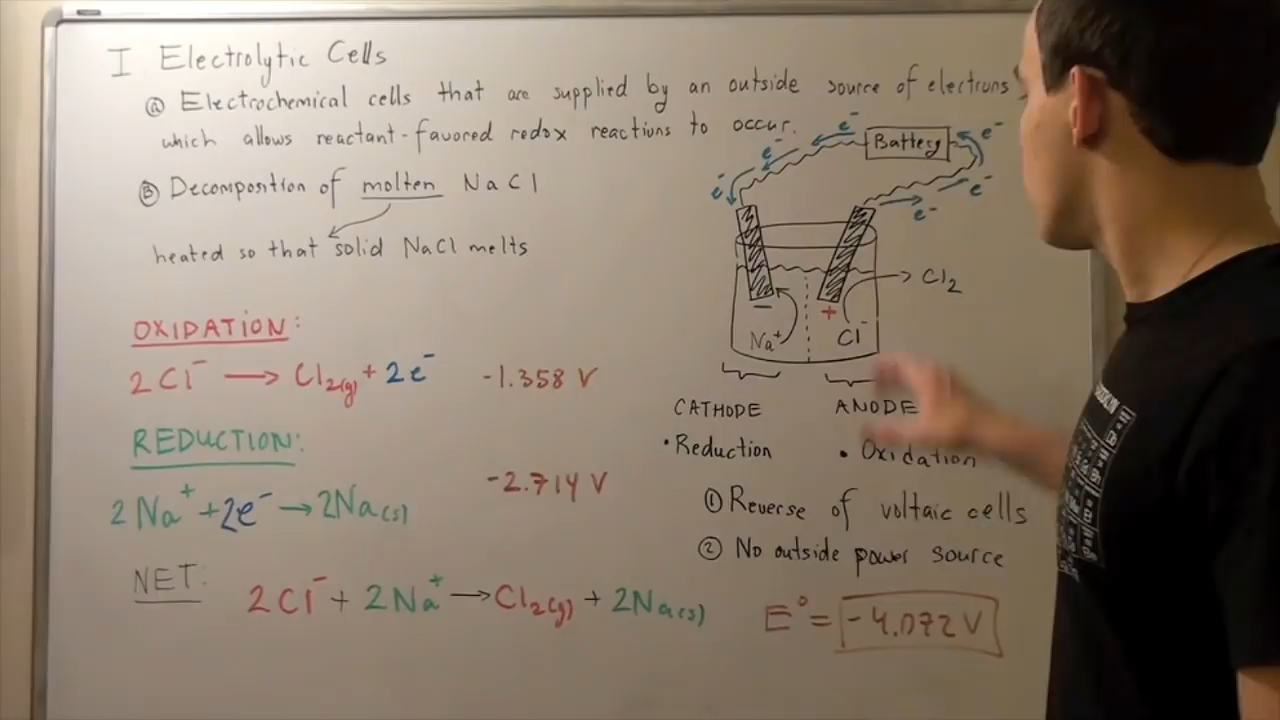 I Electrolytic Cells
Ⓐ Electrochemical cells that are supplied by an outside source of electrons
which allows reactant-favored redox reactions to occur.
Ⓑ Decomposition of molten NaCl
heated so that solid NaCl melts
OXIDATION:
2Cl⁻ → Cl₂(g) + 2e⁻ -1.358 V
REDUCTION:
2Na⁺ + 2e⁻ → 2Na(s) -2.714 V
NET:
2Cl⁻ + 2Na⁺ → Cl₂(g) + 2Na(s)
e⁻ e⁻ e⁻ Battery e⁻ e⁻ e⁻
− +
Na⁺ Cl⁻ → Cl₂
CATHODE ANODE
• Reduction • Oxidation
① Reverse of voltaic cells
② No outside power source
E° = -4.072 V